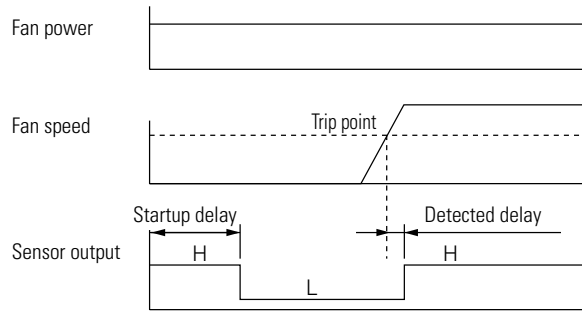 Fan power
Fan speed
Trip point
Startup delay
Detected delay
Sensor output
H
H
L